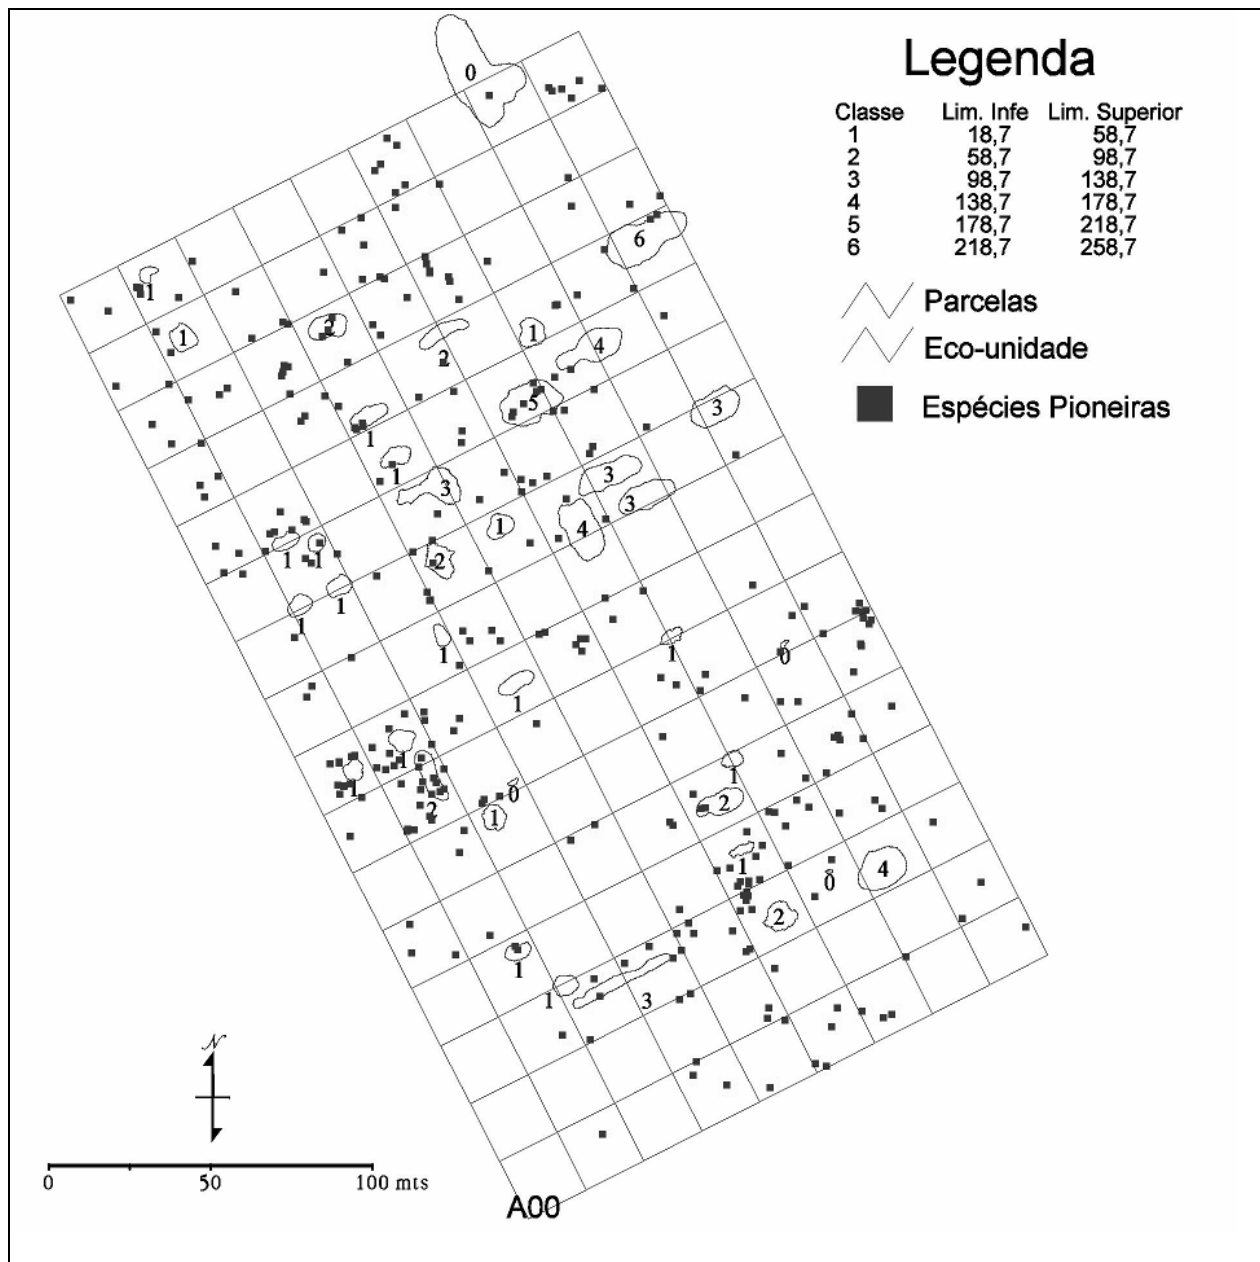 Legenda
Classe Lim. Infe Lim. Superior
1 18,7 58,7
2 58,7 98,7
3 98,7 138,7
4 138,7 178,7
5 178,7 218,7
6 218,7 258,7
Parcelas
Eco-unidade
Espécies Pioneiras
0
6
1
1
2
1
2
4
5
3
1
1
3
3
3
1
4
2
1
1
1
1
1
1
0
1
1
1
1
2
0
1
2
1
4
0
2
1
1
3
N
0 50 100 mts
A00